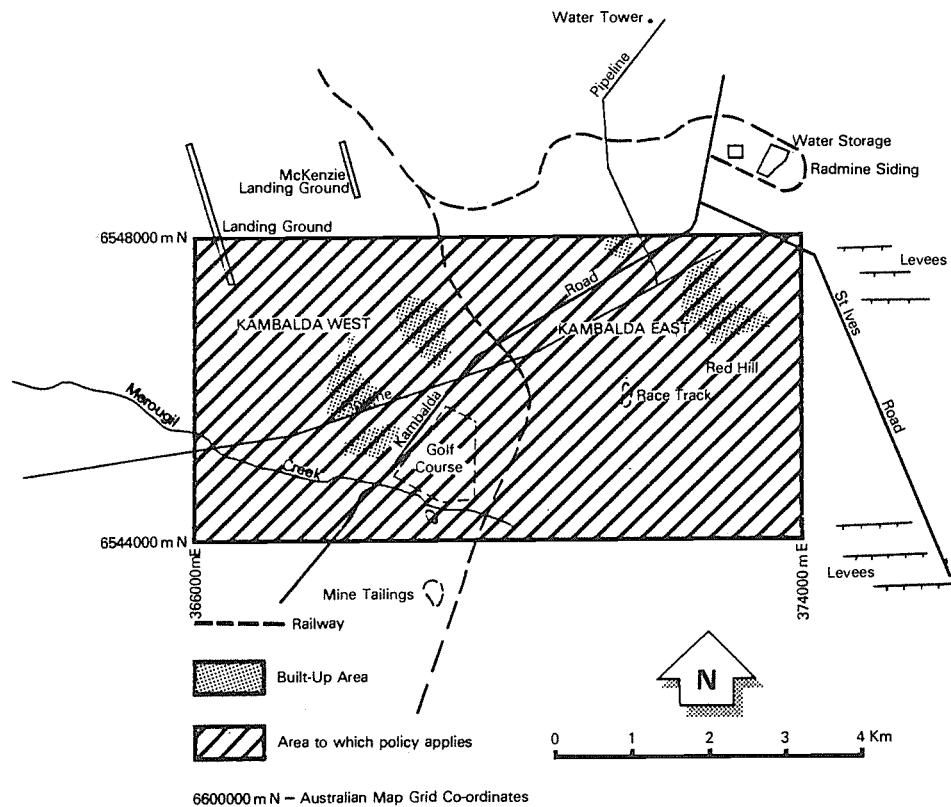 Water Tower
Pipeline
Water Storage
Radmine Siding
McKenzie
Landing Ground
Landing Ground
6548000 m N
Levees
Road
St Ives
Road
KAMBALDA WEST
KAMBALDA EAST
Red Hill
Race Track
Merougil
Creek
Kambalda
Golf
Course
6544000 m N
366000 m E
374000 m E
Levees
Mine Tailings
Railway
Built-Up Area
N
Area to which policy applies
0 1 2 3 4 Km
6600000 m N – Australian Map Grid Co-ordinates